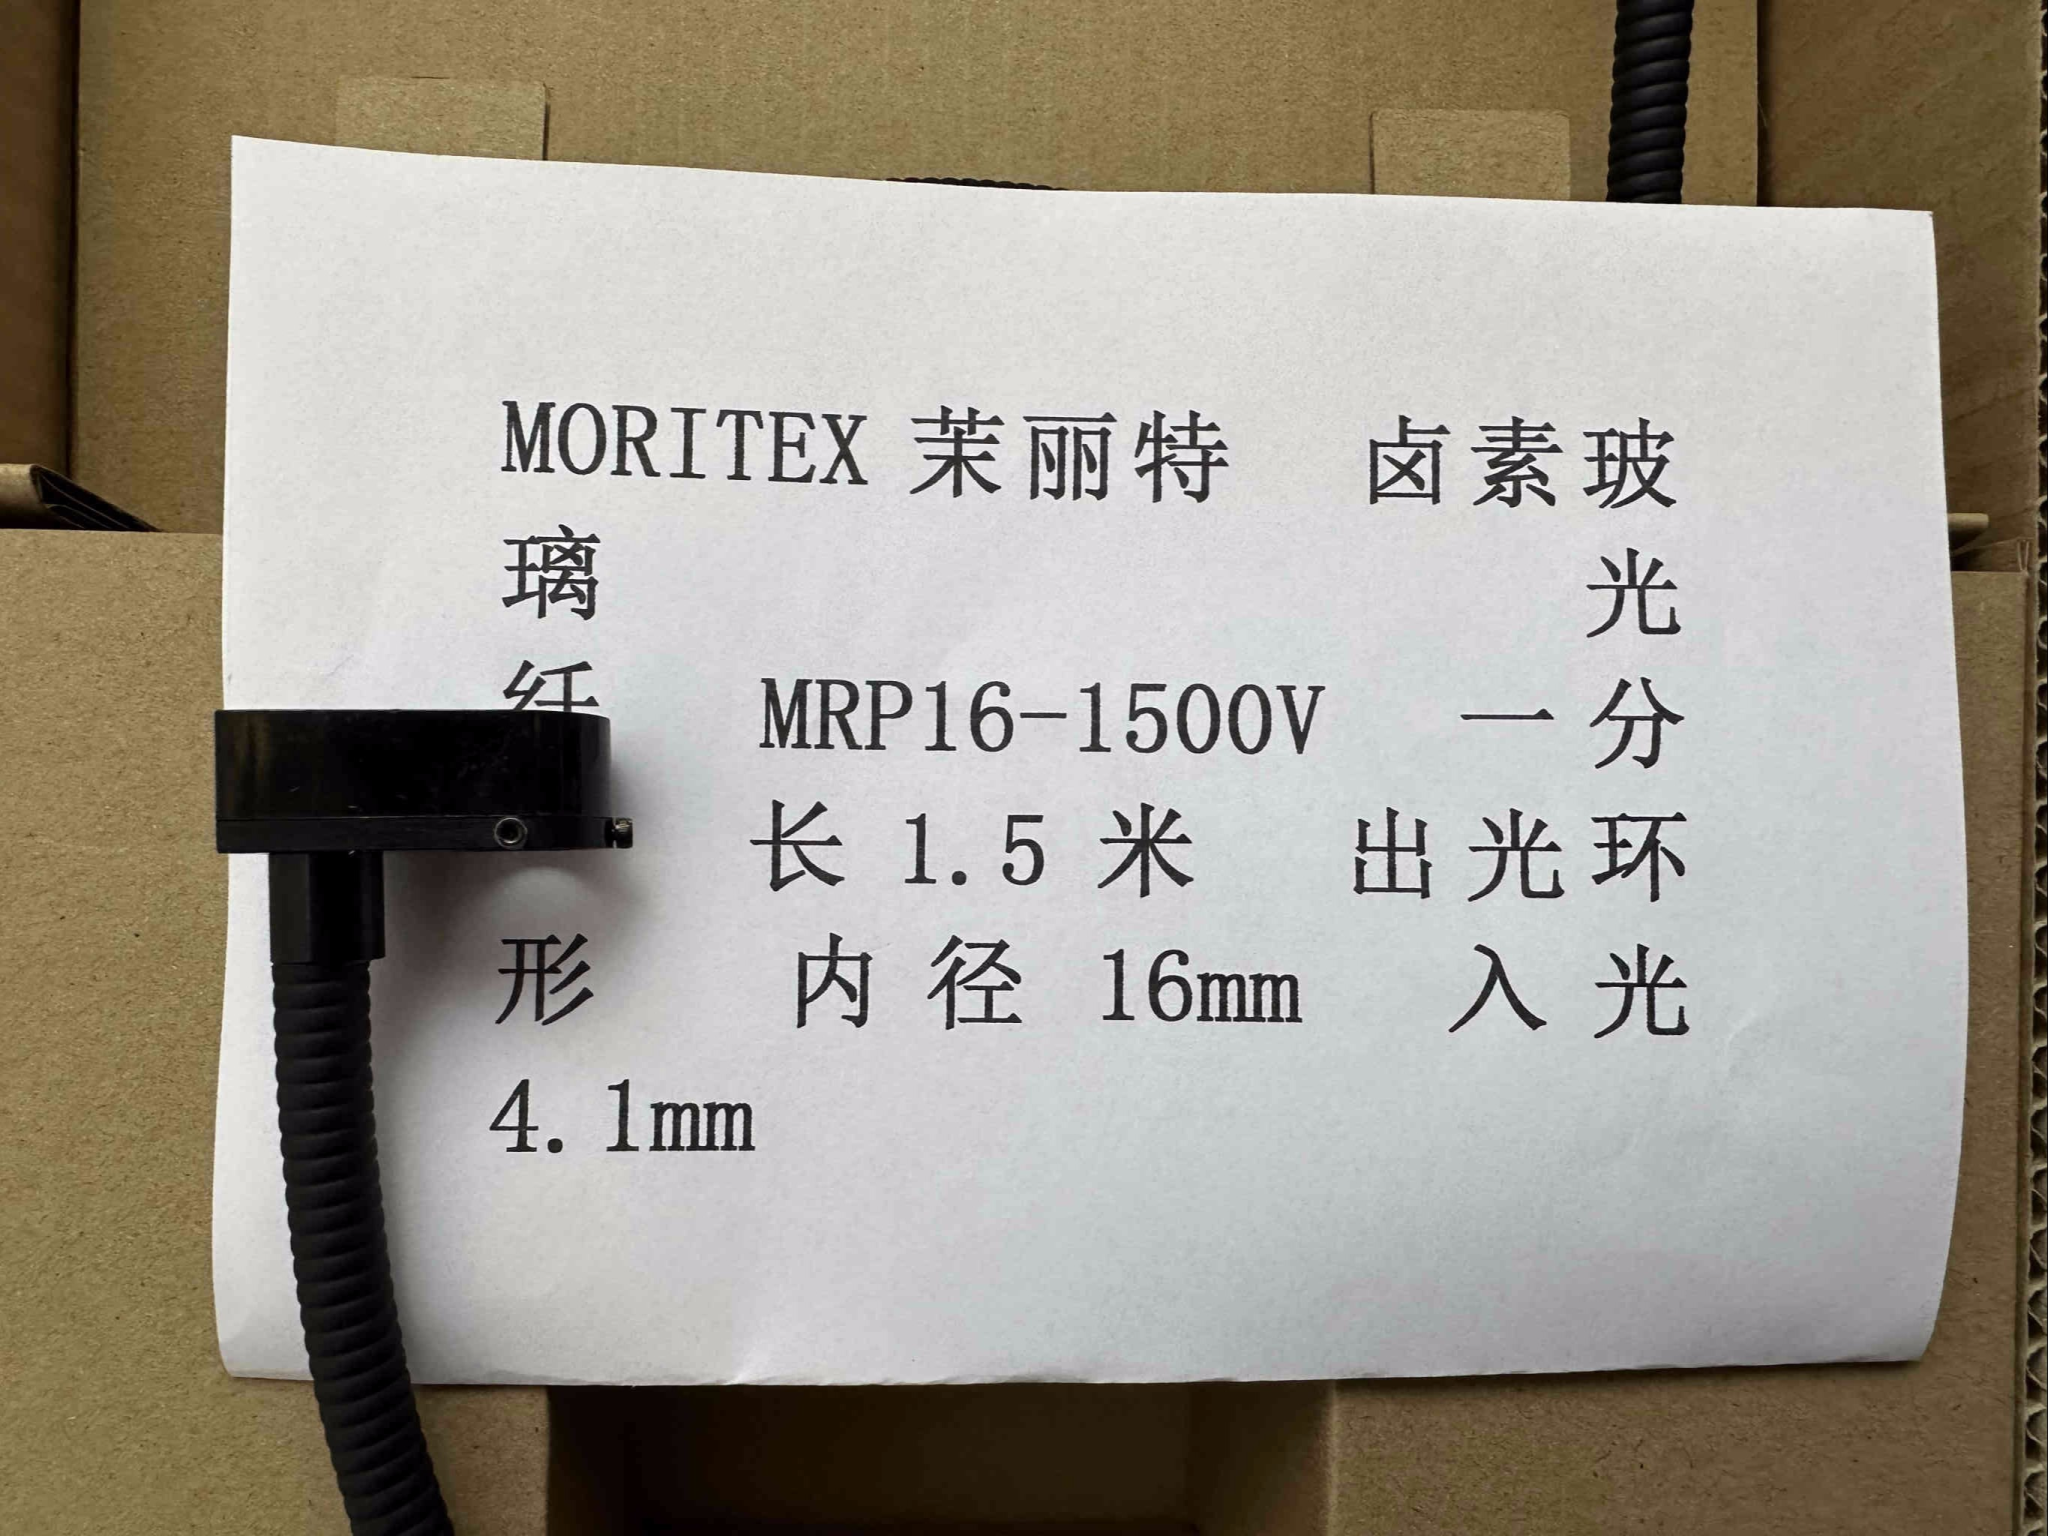 MORITEX 茉丽特 卤素玻
璃 光
纤 MRP16-1500V 一分
长 1.5 米 出光环
形 内径 16mm 入光
4.1mm